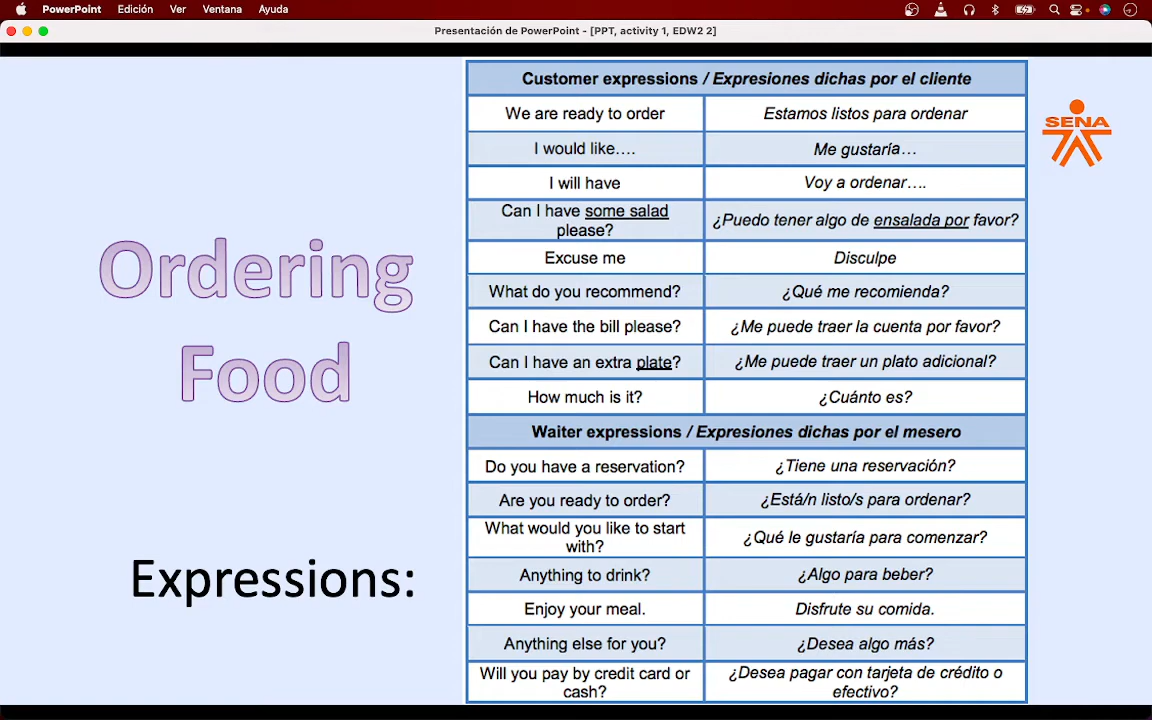 PowerPoint Edición Ver Ventana Ayuda
Presentación de PowerPoint - [PPT, activity 1, EDW2 2]
Ordering
Food
Expressions:
Customer expressions / Expresiones dichas por el cliente
We are ready to order Estamos listos para ordenar
I would like…. Me gustaría…
I will have Voy a ordenar….
Can I have some salad
please? ¿Puedo tener algo de ensalada por favor?
Excuse me Disculpe
What do you recommend? ¿Qué me recomienda?
Can I have the bill please? ¿Me puede traer la cuenta por favor?
Can I have an extra plate? ¿Me puede traer un plato adicional?
How much is it? ¿Cuánto es?
Waiter expressions / Expresiones dichas por el mesero
Do you have a reservation? ¿Tiene una reservación?
Are you ready to order? ¿Está/n listo/s para ordenar?
What would you like to start
with? ¿Qué le gustaría para comenzar?
Anything to drink? ¿Algo para beber?
Enjoy your meal. Disfrute su comida.
Anything else for you? ¿Desea algo más?
Will you pay by credit card or
cash? ¿Desea pagar con tarjeta de crédito o
efectivo?
SENA